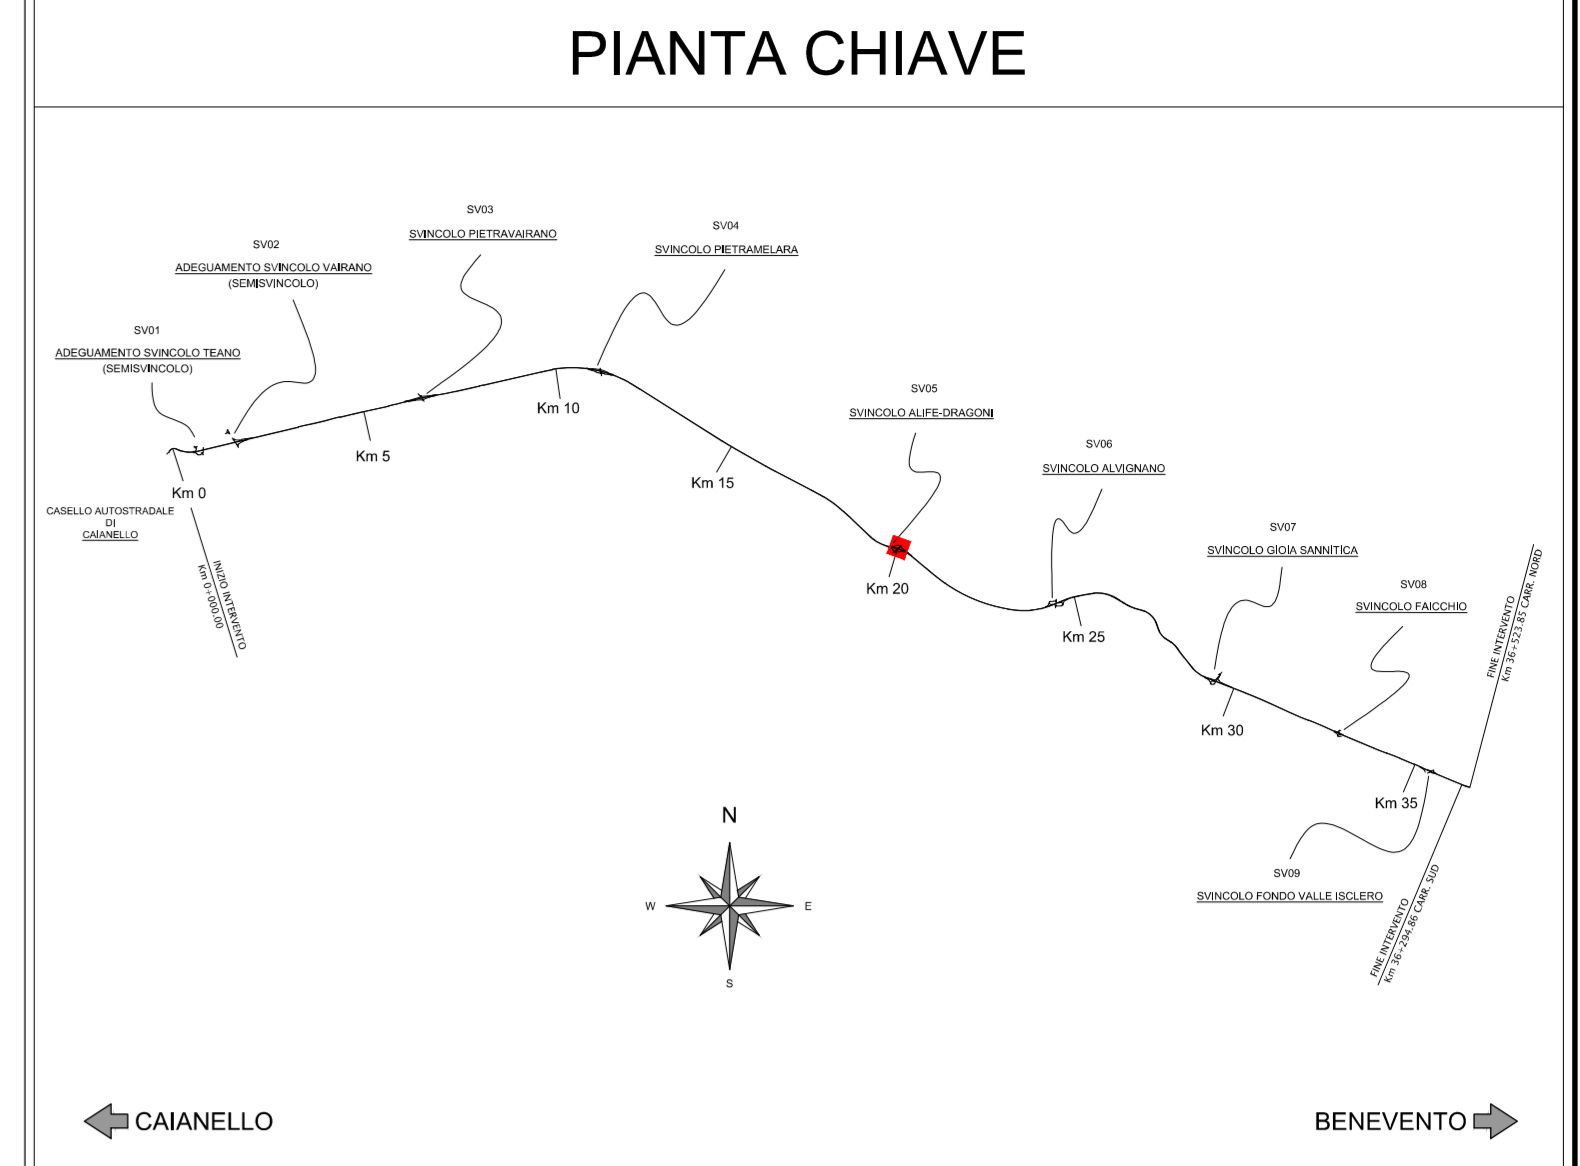 PIANTA CHIAVE
SV03
SVINCOLO PIETRAVAIRANO
SV04
SVINCOLO PIETRAMELARA
SV02
ADEGUAMENTO SVINCOLO VAIRANO
(SEMISVINCOLO)
SV01
ADEGUAMENTO SVINCOLO TEANO
(SEMISVINCOLO)
SV05
SVINCOLO ALIFE-DRAGONI
SV06
SVINCOLO ALVIGNANO
SV07
SVINCOLO GIOIA SANNITICA
SV08
SVINCOLO FAICCHIO
Km 0
Km 5
Km 10
Km 15
Km 20
Km 25
Km 30
Km 35
CASELLO AUTOSTRADALE
DI
CAIANELLO
INIZIO INTERVENTO
Km 0+000.00
FINE INTERVENTO
Km 36+523.85 CARR. NORD
SV09
SVINCOLO FONDO VALLE ISCLERO
FINE INTERVENTO
Km 36+294.86 CARR. SUD
N
W
E
S
CAIANELLO
BENEVENTO